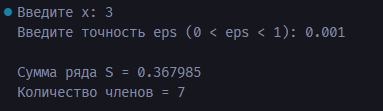 Введите x: 3
Введите точность eps (0 < eps < 1): 0.001
Сумма ряда S = 0.367985
Количество членов = 7